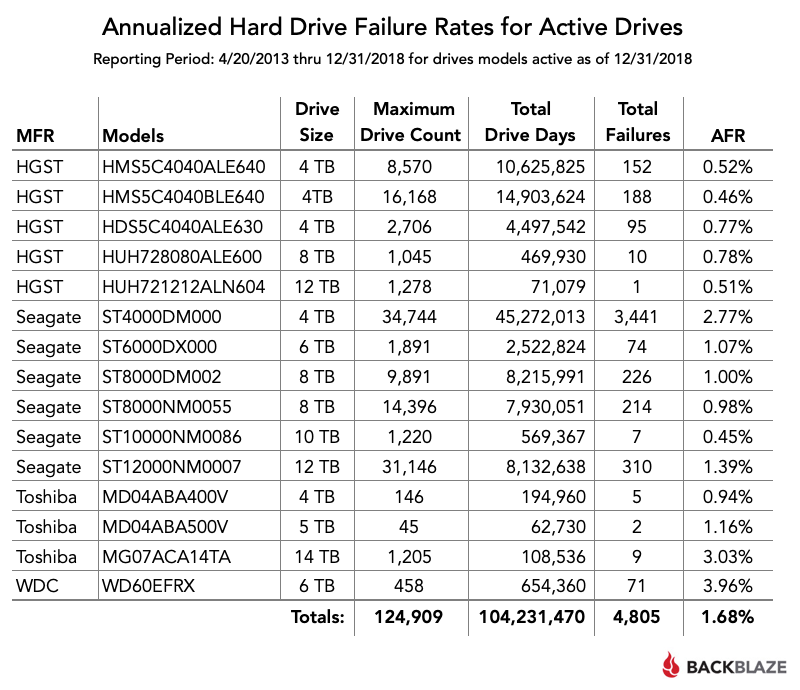 Annualized Hard Drive Failure Rates for Active Drives
Reporting Period: 4/20/2013 thru 12/31/2018 for drives models active as of 12/31/2018
MFR Models Drive Size Maximum Drive Count Total Drive Days Total Failures AFR
HGST HMS5C4040ALE640 4 TB 8,570 10,625,825 152 0.52%
HGST HMS5C4040BLE640 4TB 16,168 14,903,624 188 0.46%
HGST HDS5C4040ALE630 4 TB 2,706 4,497,542 95 0.77%
HGST HUH728080ALE600 8 TB 1,045 469,930 10 0.78%
HGST HUH721212ALN604 12 TB 1,278 71,079 1 0.51%
Seagate ST4000DM000 4 TB 34,744 45,272,013 3,441 2.77%
Seagate ST6000DX000 6 TB 1,891 2,522,824 74 1.07%
Seagate ST8000DM002 8 TB 9,891 8,215,991 226 1.00%
Seagate ST8000NM0055 8 TB 14,396 7,930,051 214 0.98%
Seagate ST10000NM0086 10 TB 1,220 569,367 7 0.45%
Seagate ST12000NM0007 12 TB 31,146 8,132,638 310 1.39%
Toshiba MD04ABA400V 4 TB 146 194,960 5 0.94%
Toshiba MD04ABA500V 5 TB 45 62,730 2 1.16%
Toshiba MG07ACA14TA 14 TB 1,205 108,536 9 3.03%
WDC WD60EFRX 6 TB 458 654,360 71 3.96%
Totals: 124,909 104,231,470 4,805 1.68%
BACKBLAZE